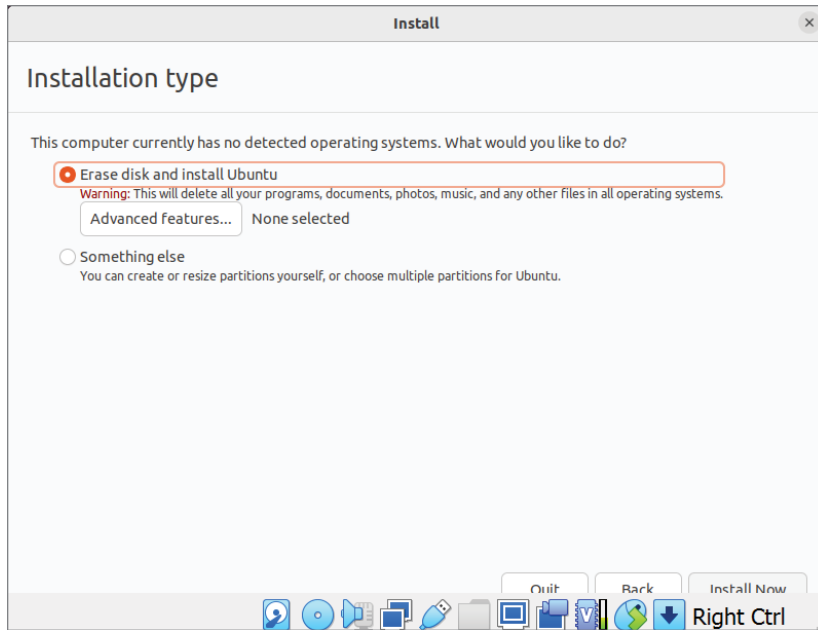 Install
Installation type
This computer currently has no detected operating systems. What would you like to do?
Erase disk and install Ubuntu
Warning: This will delete all your programs, documents, photos, music, and any other files in all operating systems.
Advanced features... None selected
Something else
You can create or resize partitions yourself, or choose multiple partitions for Ubuntu.
Quit Back Install Now
Right Ctrl